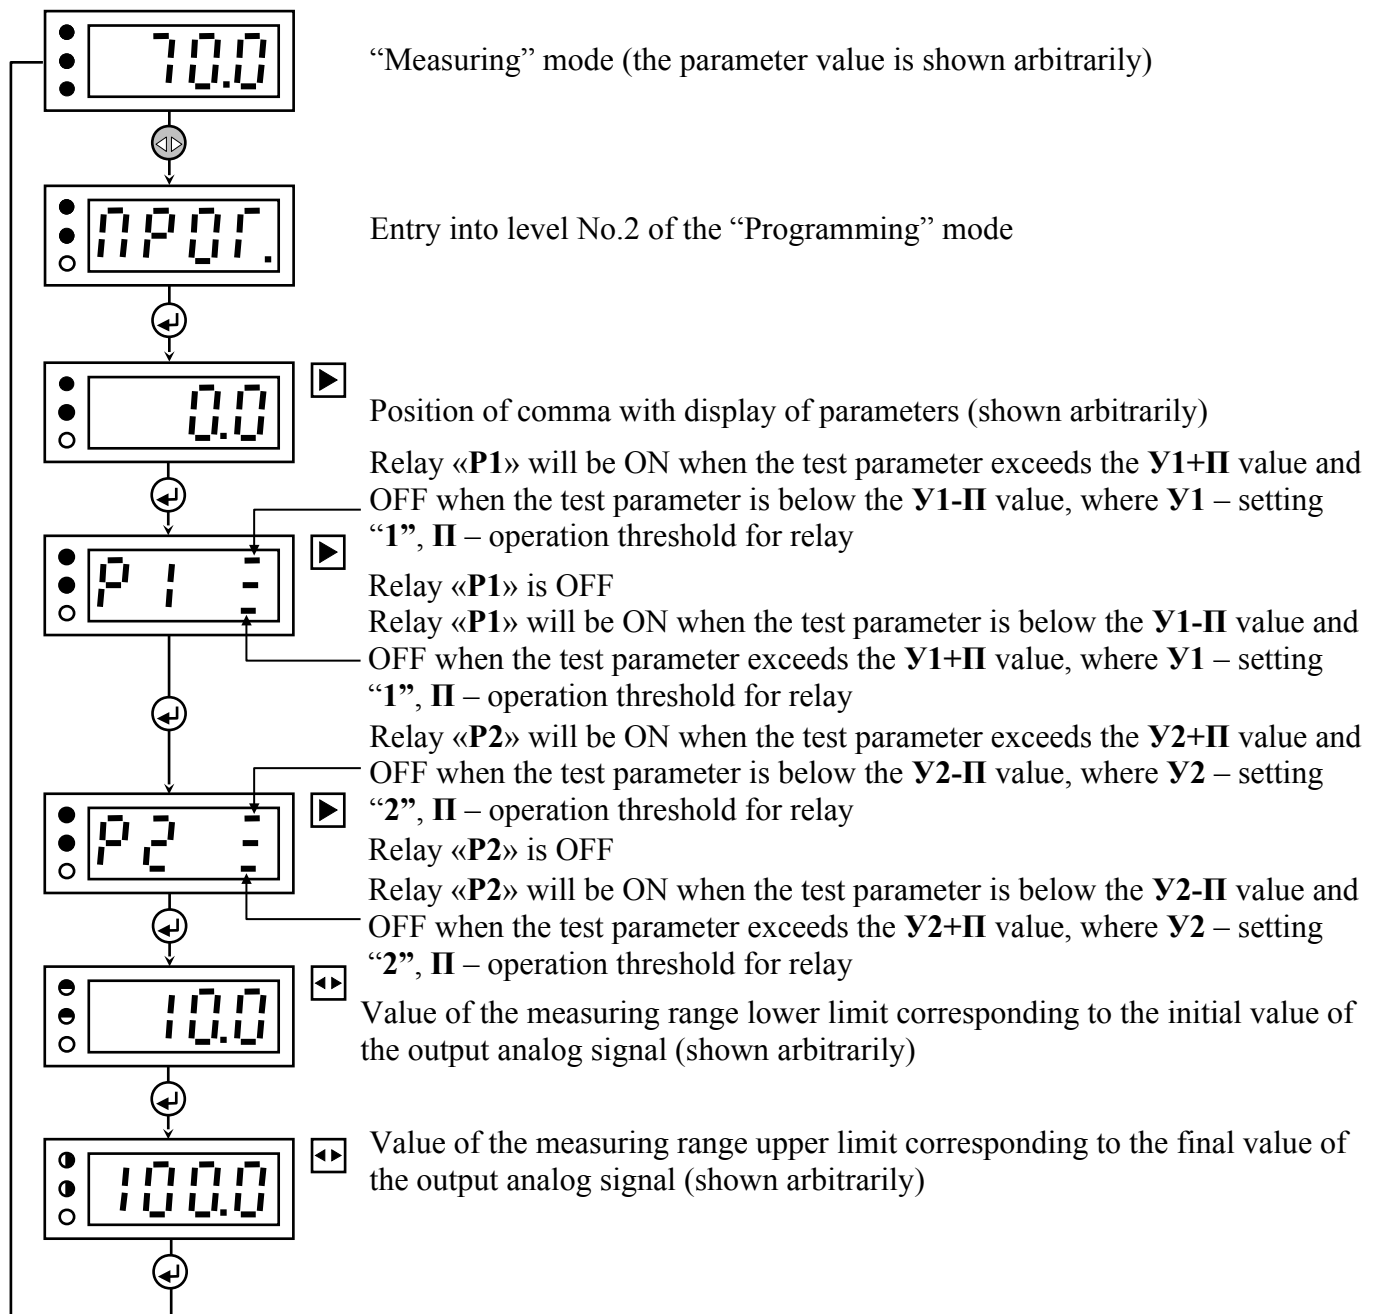 70.0
“Measuring” mode (the parameter value is shown arbitrarily)
ПРОГ.
Entry into level No.2 of the “Programming” mode
0.0
Position of comma with display of parameters (shown arbitrarily)
Relay «P1» will be ON when the test parameter exceeds the У1+П value and
OFF when the test parameter is below the У1-П value, where У1 – setting
“1”, П – operation threshold for relay
P1
Relay «P1» is OFF
Relay «P1» will be ON when the test parameter is below the У1-П value and
OFF when the test parameter exceeds the У1+П value, where У1 – setting
“1”, П – operation threshold for relay
Relay «P2» will be ON when the test parameter exceeds the У2+П value and
OFF when the test parameter is below the У2-П value, where У2 – setting
“2”, П – operation threshold for relay
P2
Relay «P2» is OFF
Relay «P2» will be ON when the test parameter is below the У2-П value and
OFF when the test parameter exceeds the У2+П value, where У2 – setting
“2”, П – operation threshold for relay
10.0
Value of the measuring range lower limit corresponding to the initial value of
the output analog signal (shown arbitrarily)
100.0
Value of the measuring range upper limit corresponding to the final value of
the output analog signal (shown arbitrarily)